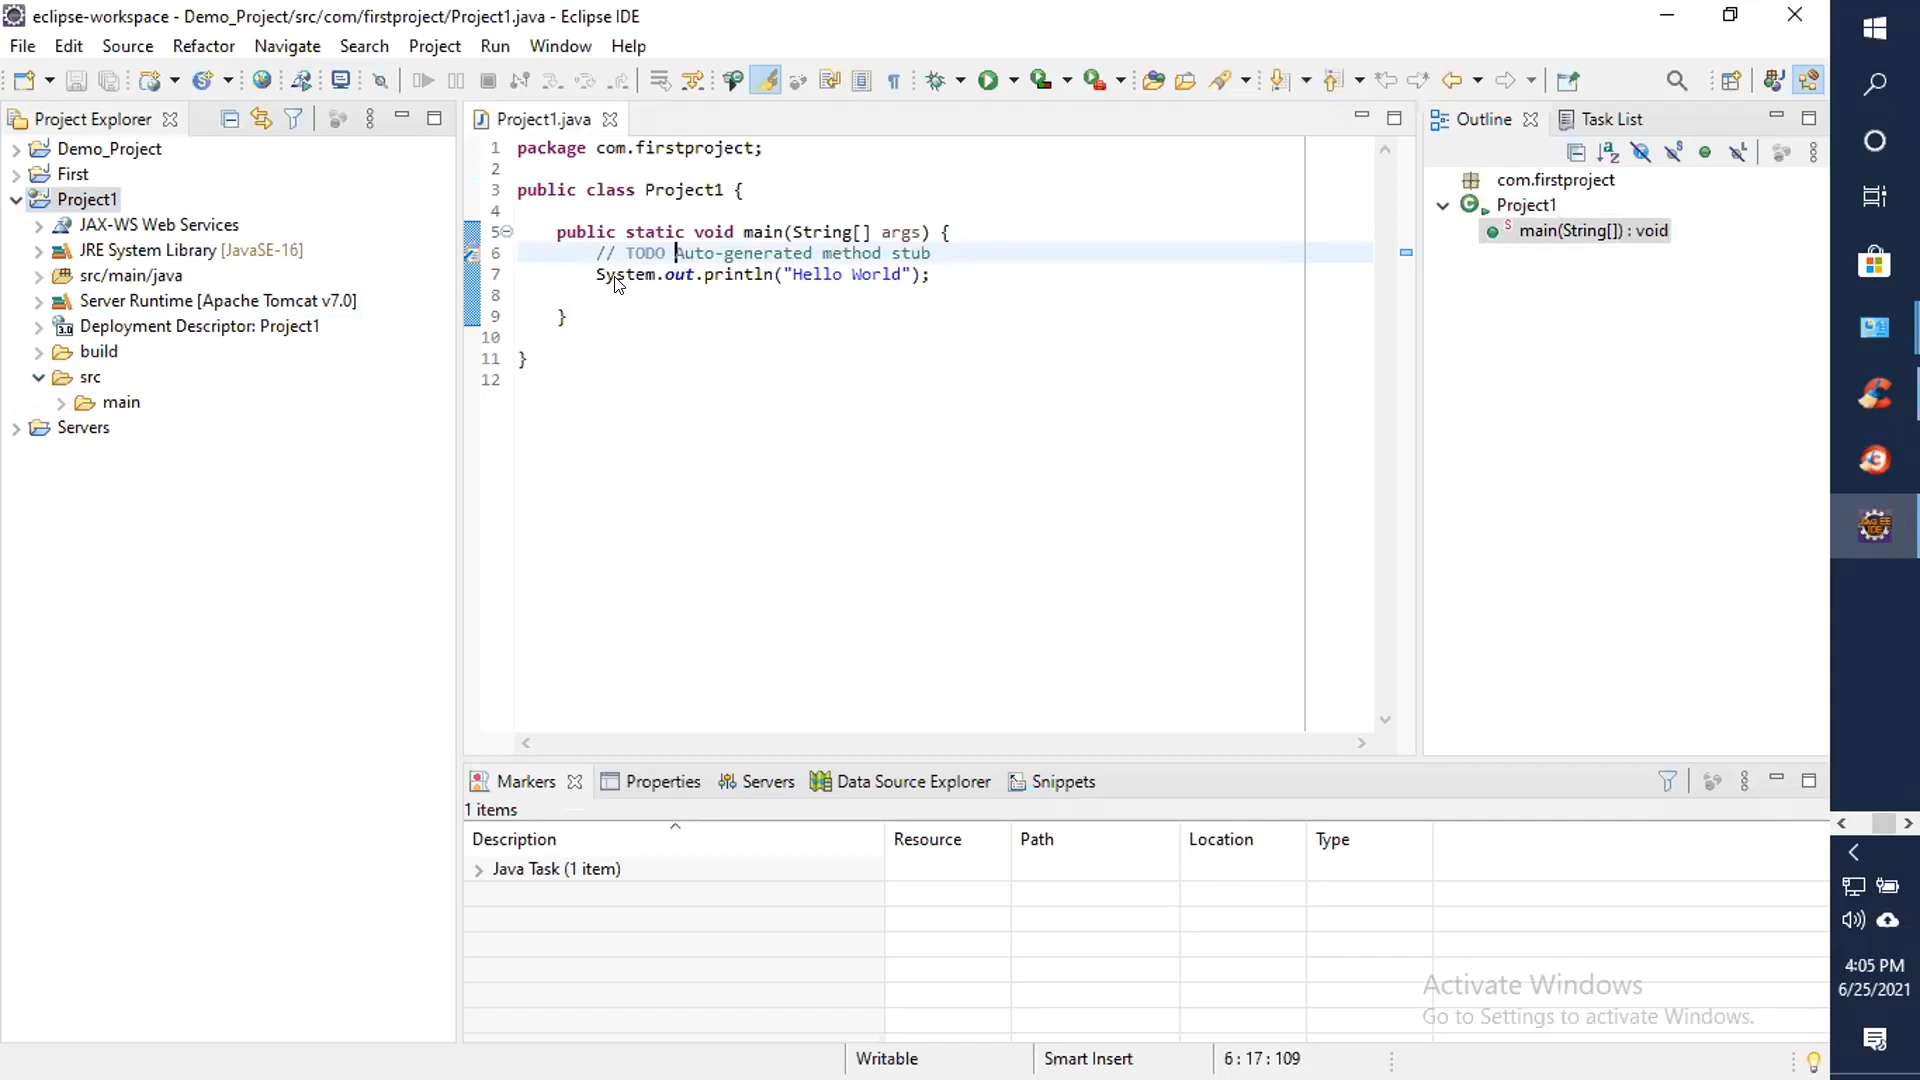 eclipse-workspace - Demo_Project/src/com/firstproject/Project1.java - Eclipse IDE
File Edit Source Refactor Navigate Search Project Run Window Help
Project Explorer
Demo_Project
First
Project1
JAX-WS Web Services
JRE System Library [JavaSE-16]
src/main/java
Server Runtime [Apache Tomcat v7.0]
Deployment Descriptor: Project1
build
src
main
Servers
Project1.java
1 package com.firstproject;
2
3 public class Project1 {
4
5 public static void main(String[] args) {
6 // TODO Auto-generated method stub
7 System.out.println("Hello World");
8
9 }
10
11 }
12
Outline Task List
com.firstproject
Project1
main(String[]) : void
Markers Properties Servers Data Source Explorer Snippets
1 items
Description Resource Path Location Type
Java Task (1 item)
Activate Windows
Go to Settings to activate Windows.
Writable Smart Insert 6 : 17 : 109
4:05 PM
6/25/2021